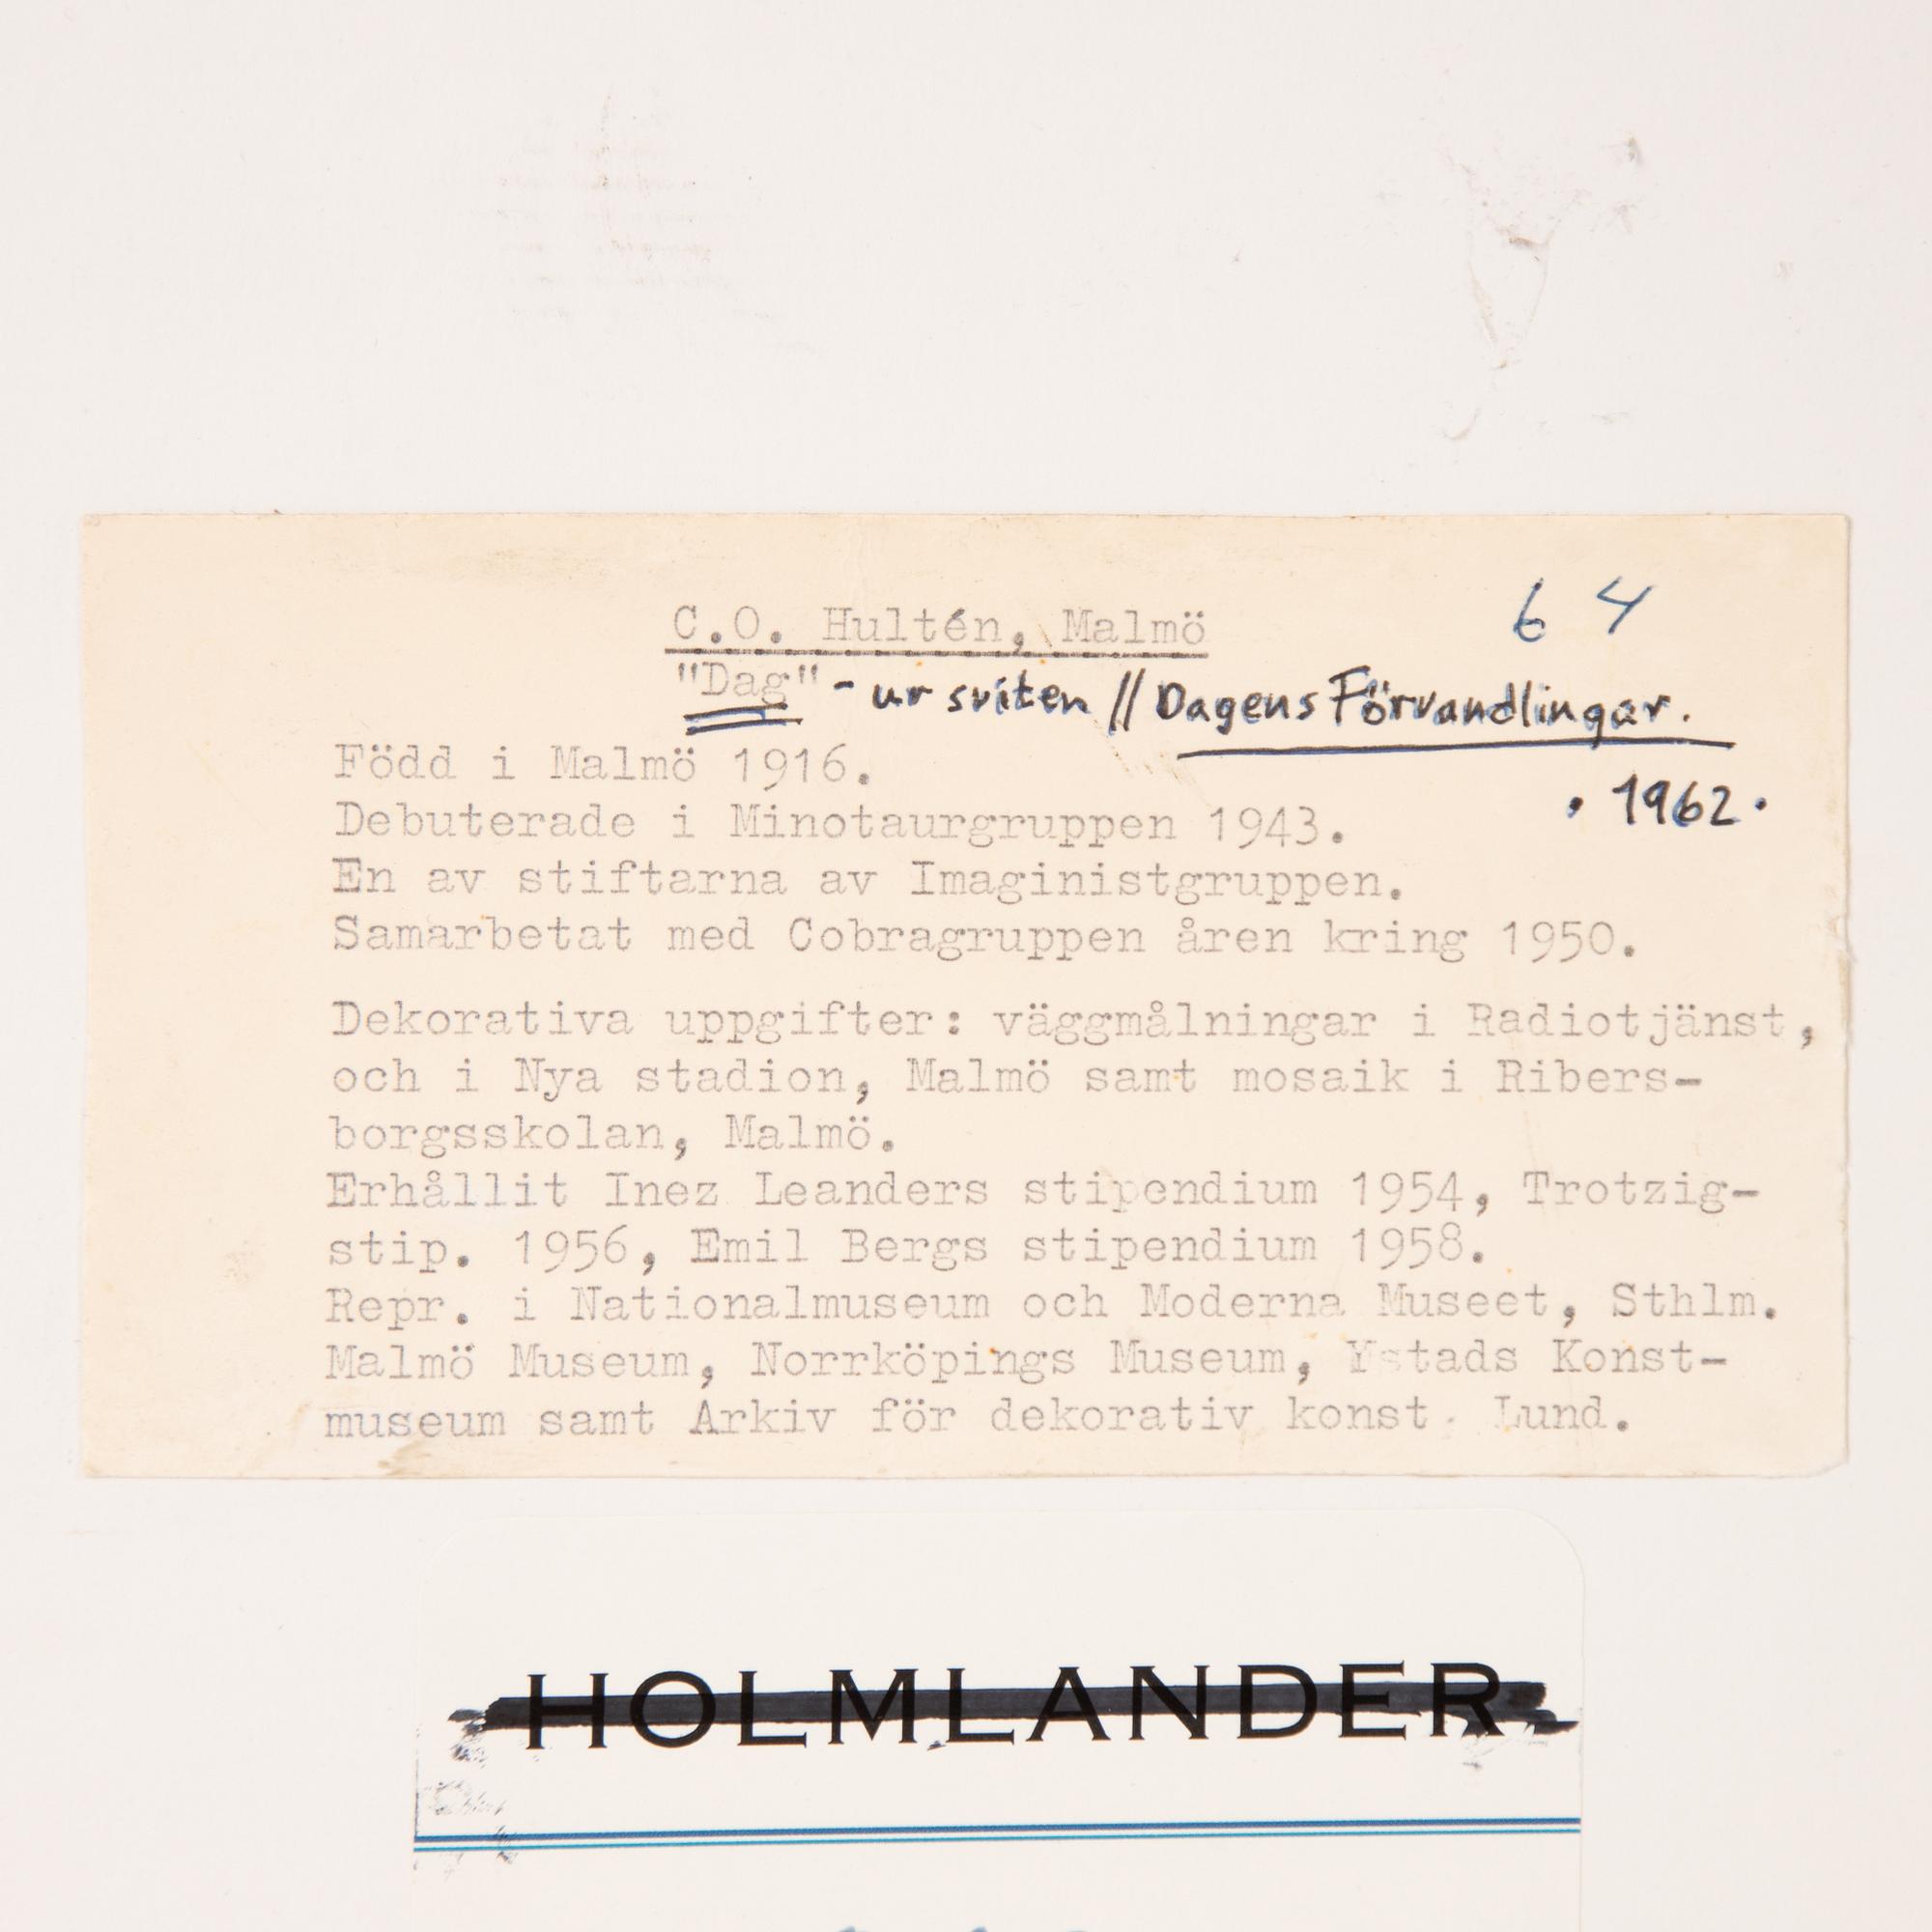 6 4
C.O. Hultén, Malmö
"Dag" - ur sviten // Dagens Förvandlingar.
Född i Malmö 1916.
· 1962 ·
Debuterade i Minotaurgruppen 1943.
En av stiftarna av Imaginistgruppen.
Samarbetat med Cobragruppen åren kring 1950.
Dekorativa uppgifter: väggmålningar i Radiotjänst,
och i Nya stadion, Malmö samt mosaik i Ribers-
borgsskolan, Malmö.
Erhållit Inez Leanders stipendium 1954, Trotzig-
stip. 1956, Emil Bergs stipendium 1958.
Repr. i Nationalmuseum och Moderna Museet, Sthlm.
Malmö Museum, Norrköpings Museum, Ystads Konst-
museum samt Arkiv för dekorativ konst. Lund.
HOLMLANDER